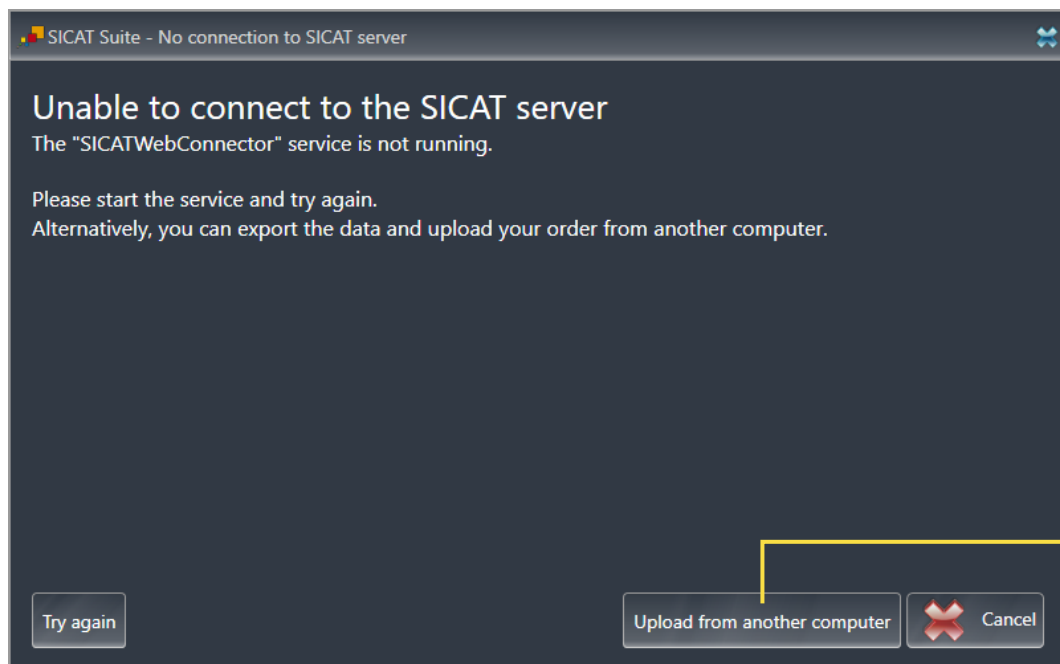 SICAT Suite - No connection to SICAT server
Unable to connect to the SICAT server
The "SICATWebConnector" service is not running.
Please start the service and try again.
Alternatively, you can export the data and upload your order from another computer.
Try again
Upload from another computer
Cancel